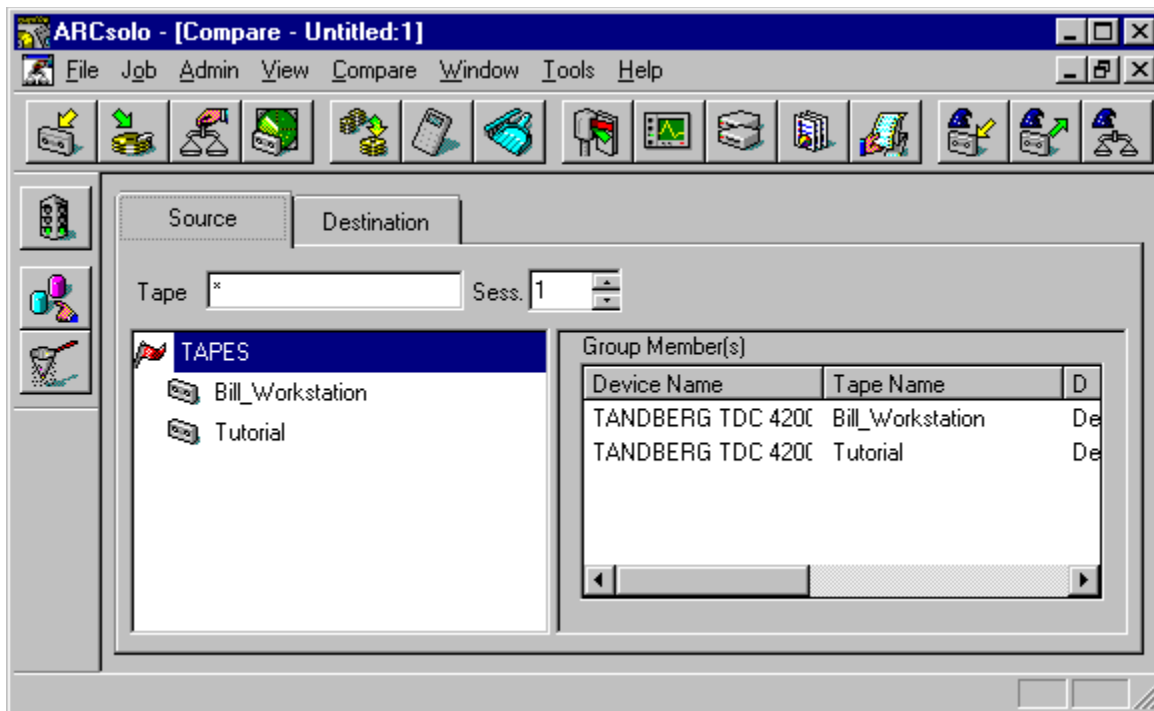 ARCsolo - [Compare - Untitled:1]
File Job Admin View Compare Window Tools Help
Source Destination
Tape * Sess. 1
TAPES
Bill_Workstation
Tutorial
Group Member(s)
Device Name Tape Name D
TANDBERG TDC 420( Bill_Workstation De
TANDBERG TDC 420( Tutorial De